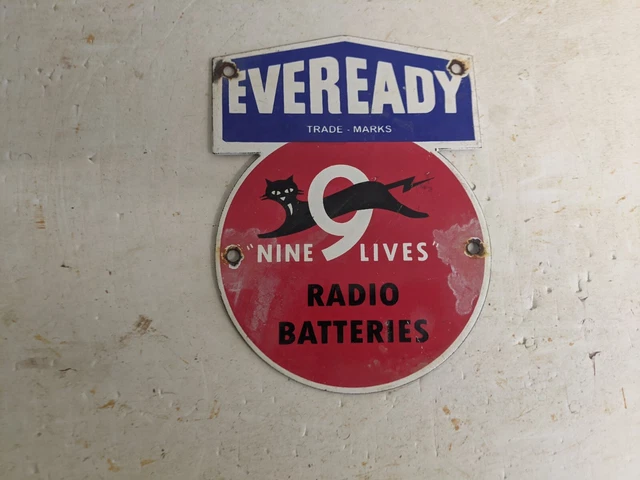 EVEREADY
TRADE - MARKS
9
"NINE LIVES"
RADIO
BATTERIES